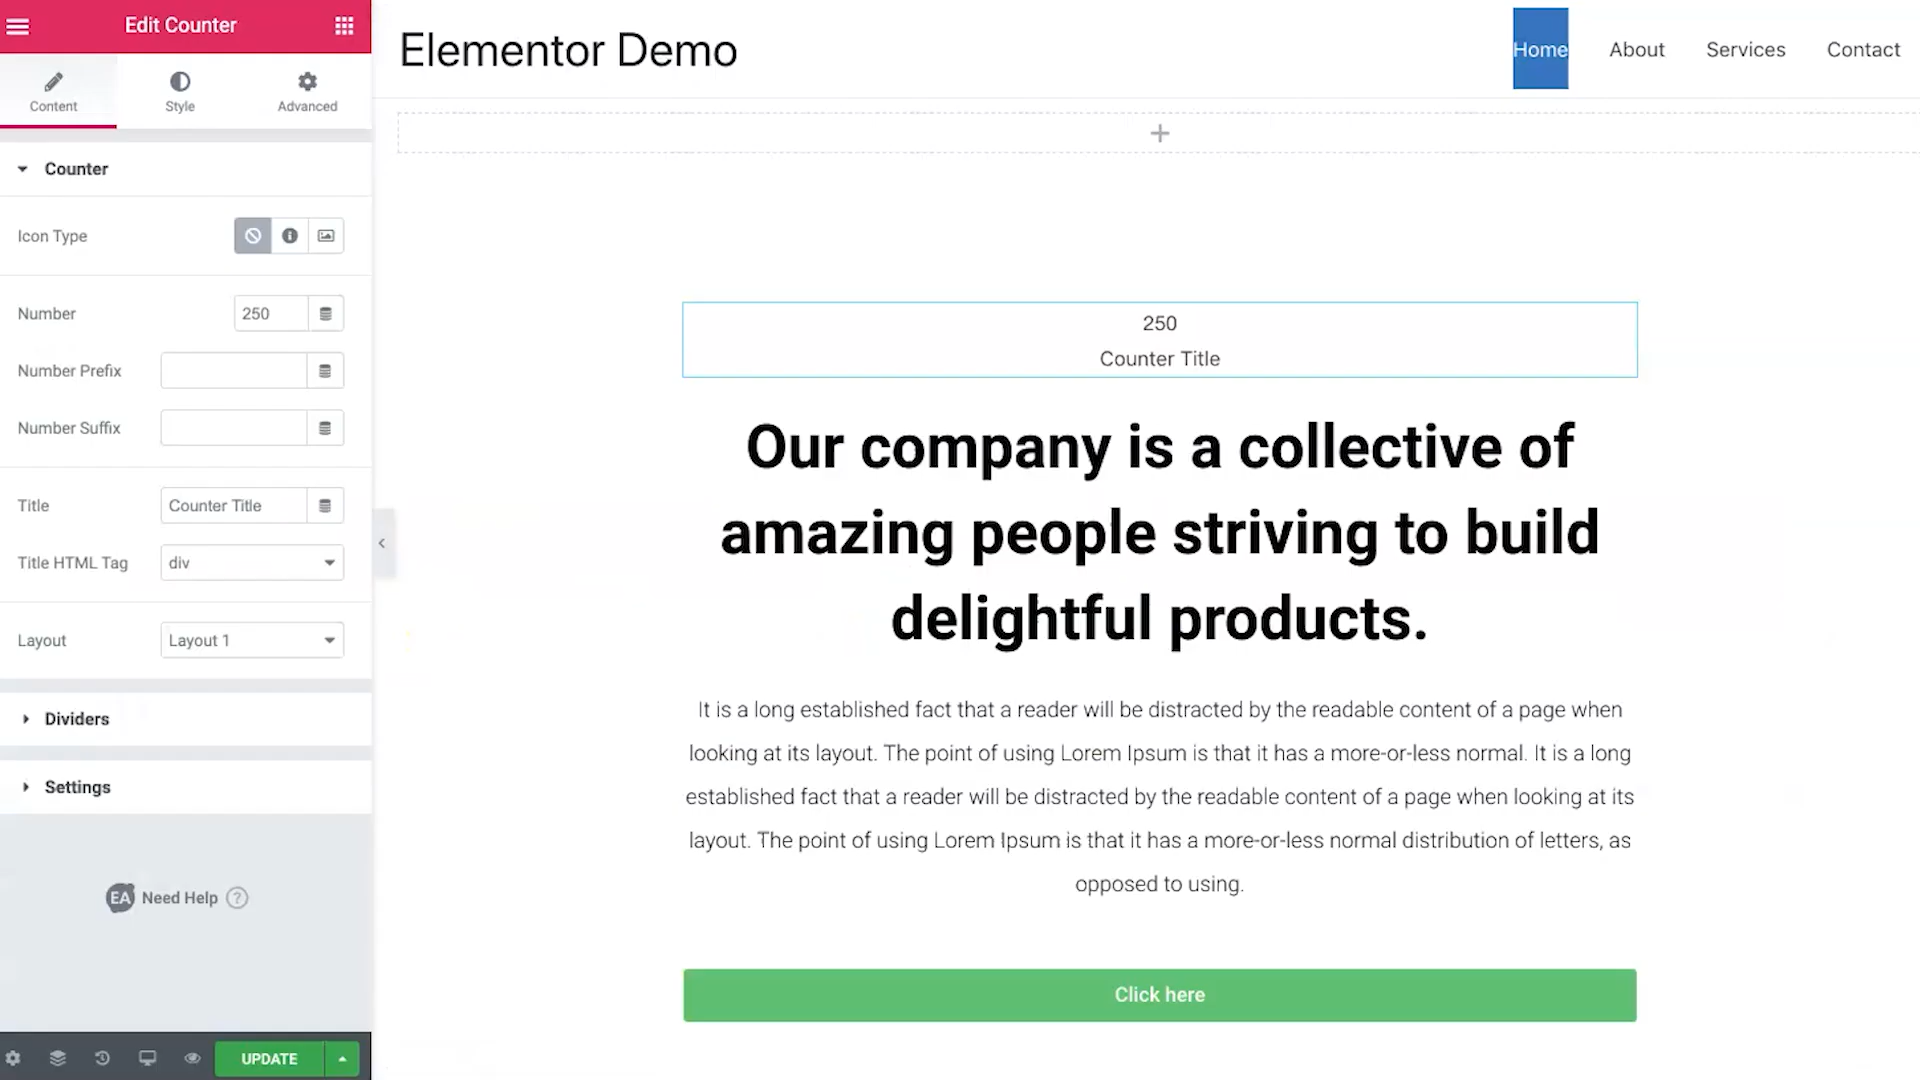 Edit Counter
Content
Style
Advanced
Counter
Icon Type
Number
250
Number Prefix
Number Suffix
Title
Counter Title
Title HTML Tag
div
Layout
Layout 1
Dividers
Settings
EA Need Help ?
UPDATE
Elementor Demo
Home
About
Services
Contact
250
Counter Title
Our company is a collective of
amazing people striving to build
delightful products.
It is a long established fact that a reader will be distracted by the readable content of a page when
looking at its layout. The point of using Lorem Ipsum is that it has a more-or-less normal. It is a long
established fact that a reader will be distracted by the readable content of a page when looking at its
layout. The point of using Lorem Ipsum is that it has a more-or-less normal distribution of letters, as
opposed to using.
Click here